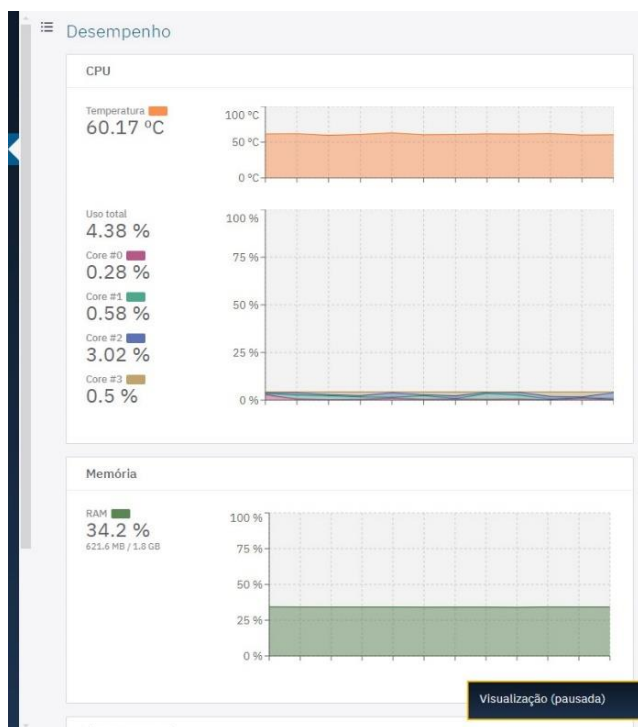 Desempenho
CPU
Temperatura
60.17 ºC
100 ºC
50 ºC
0 ºC
Uso total
4.38 %
Core #0
0.28 %
Core #1
0.58 %
Core #2
3.02 %
Core #3
0.5 %
100 %
75 %
50 %
25 %
0 %
Memória
RAM
34.2 %
621.6 MB / 1.8 GB
100 %
75 %
50 %
25 %
0 %
Visualização (pausada)